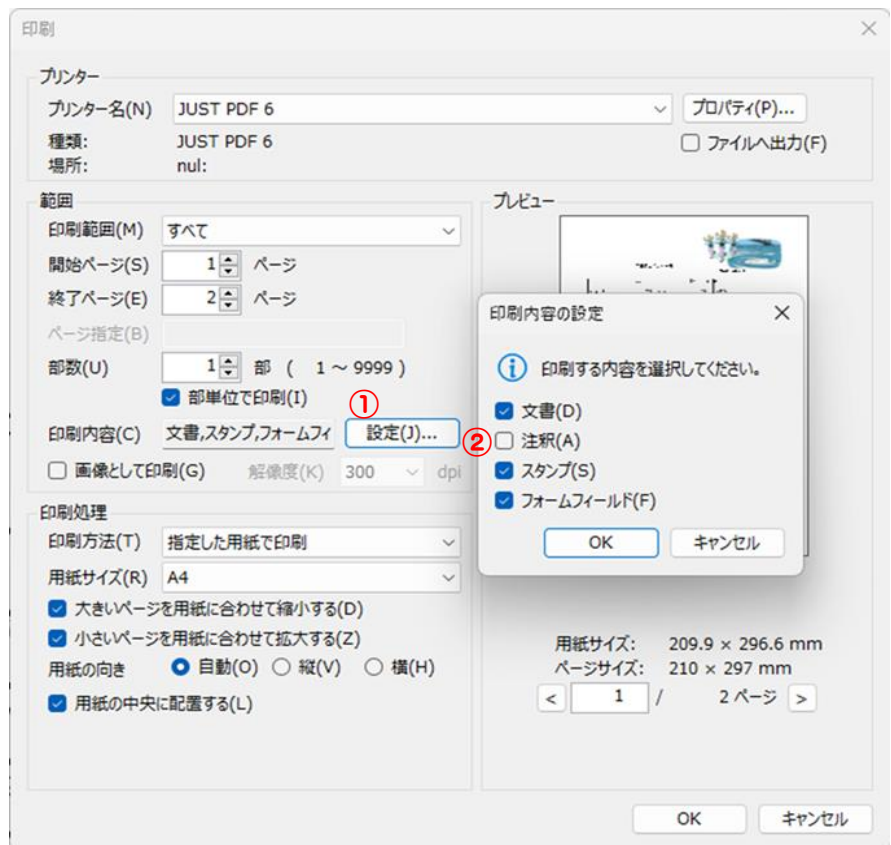 印刷
プリンター
プリンター名(N) JUST PDF 6 プロパティ(P)...
種類: JUST PDF 6 ファイルへ出力(F)
場所: nul:
範囲
印刷範囲(M) すべて
開始ページ(S) 1 ページ
終了ページ(E) 2 ページ
ページ指定(B)
部数(U) 1 部 ( 1 ~ 9999 )
部単位で印刷(I)
①
印刷内容(C) 文書,スタンプ,フォームフィ 設定(J)...
画像として印刷(G) 解像度(K) 300 dpi
印刷処理
印刷方法(T) 指定した用紙で印刷
用紙サイズ(R) A4
大きいページを用紙に合わせて縮小する(D)
小さいページを用紙に合わせて拡大する(Z)
用紙の向き 自動(O) 縦(V) 横(H)
用紙の中央に配置する(L)
プレビュー
印刷内容の設定
印刷する内容を選択してください。
文書(D)
② 注釈(A)
スタンプ(S)
フォームフィールド(F)
OK キャンセル
用紙サイズ: 209.9 × 296.6 mm
ページサイズ: 210 × 297 mm
< 1 / 2 ページ >
OK キャンセル